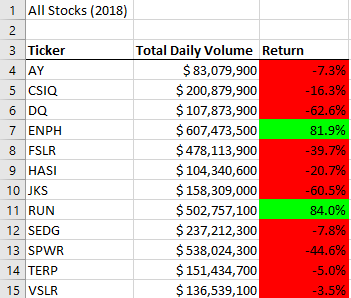 1 All Stocks (2018)
2
3 Ticker Total Daily Volume Return
4 AY $ 83,079,900 -7.3%
5 CSIQ $ 200,879,900 -16.3%
6 DQ $ 107,873,900 -62.6%
7 ENPH $ 607,473,500 81.9%
8 FSLR $ 478,113,900 -39.7%
9 HASI $ 104,340,600 -20.7%
10 JKS $ 158,309,000 -60.5%
11 RUN $ 502,757,100 84.0%
12 SEDG $ 237,212,300 -7.8%
13 SPWR $ 538,024,300 -44.6%
14 TERP $ 151,434,700 -5.0%
15 VSLR $ 136,539,100 -3.5%